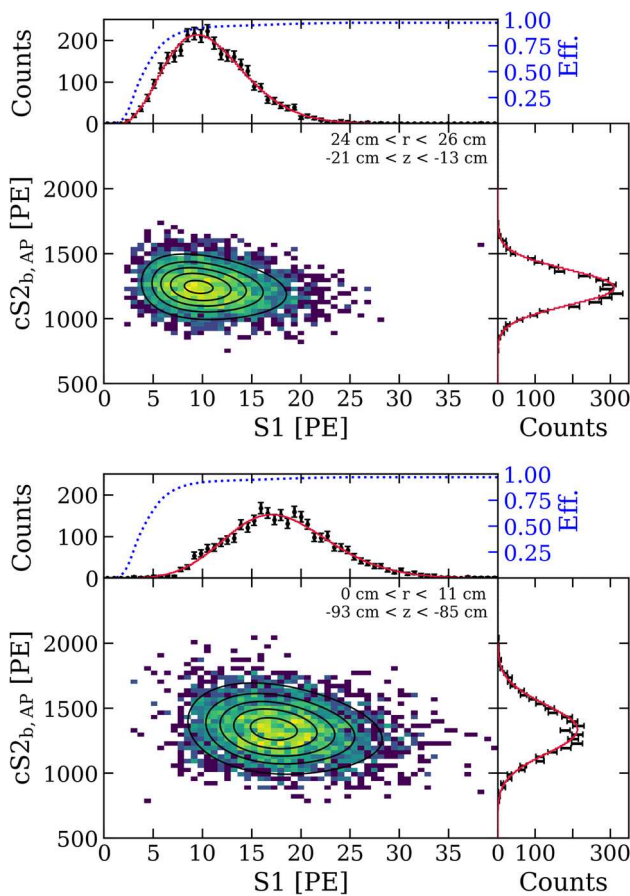 200
100
0
Counts
1.00
0.75
0.50
0.25
Eff.
24 cm < r < 26 cm
-21 cm < z < -13 cm
2000
1500
1000
500
cS2b, AP [PE]
0 5 10 15 20 25 30 35
S1 [PE]
0 100 300
Counts
200
100
0
Counts
1.00
0.75
0.50
0.25
Eff.
0 cm < r < 11 cm
-93 cm < z < -85 cm
2000
1500
1000
500
cS2b, AP [PE]
0 5 10 15 20 25 30 35
S1 [PE]
0 100 300
Counts